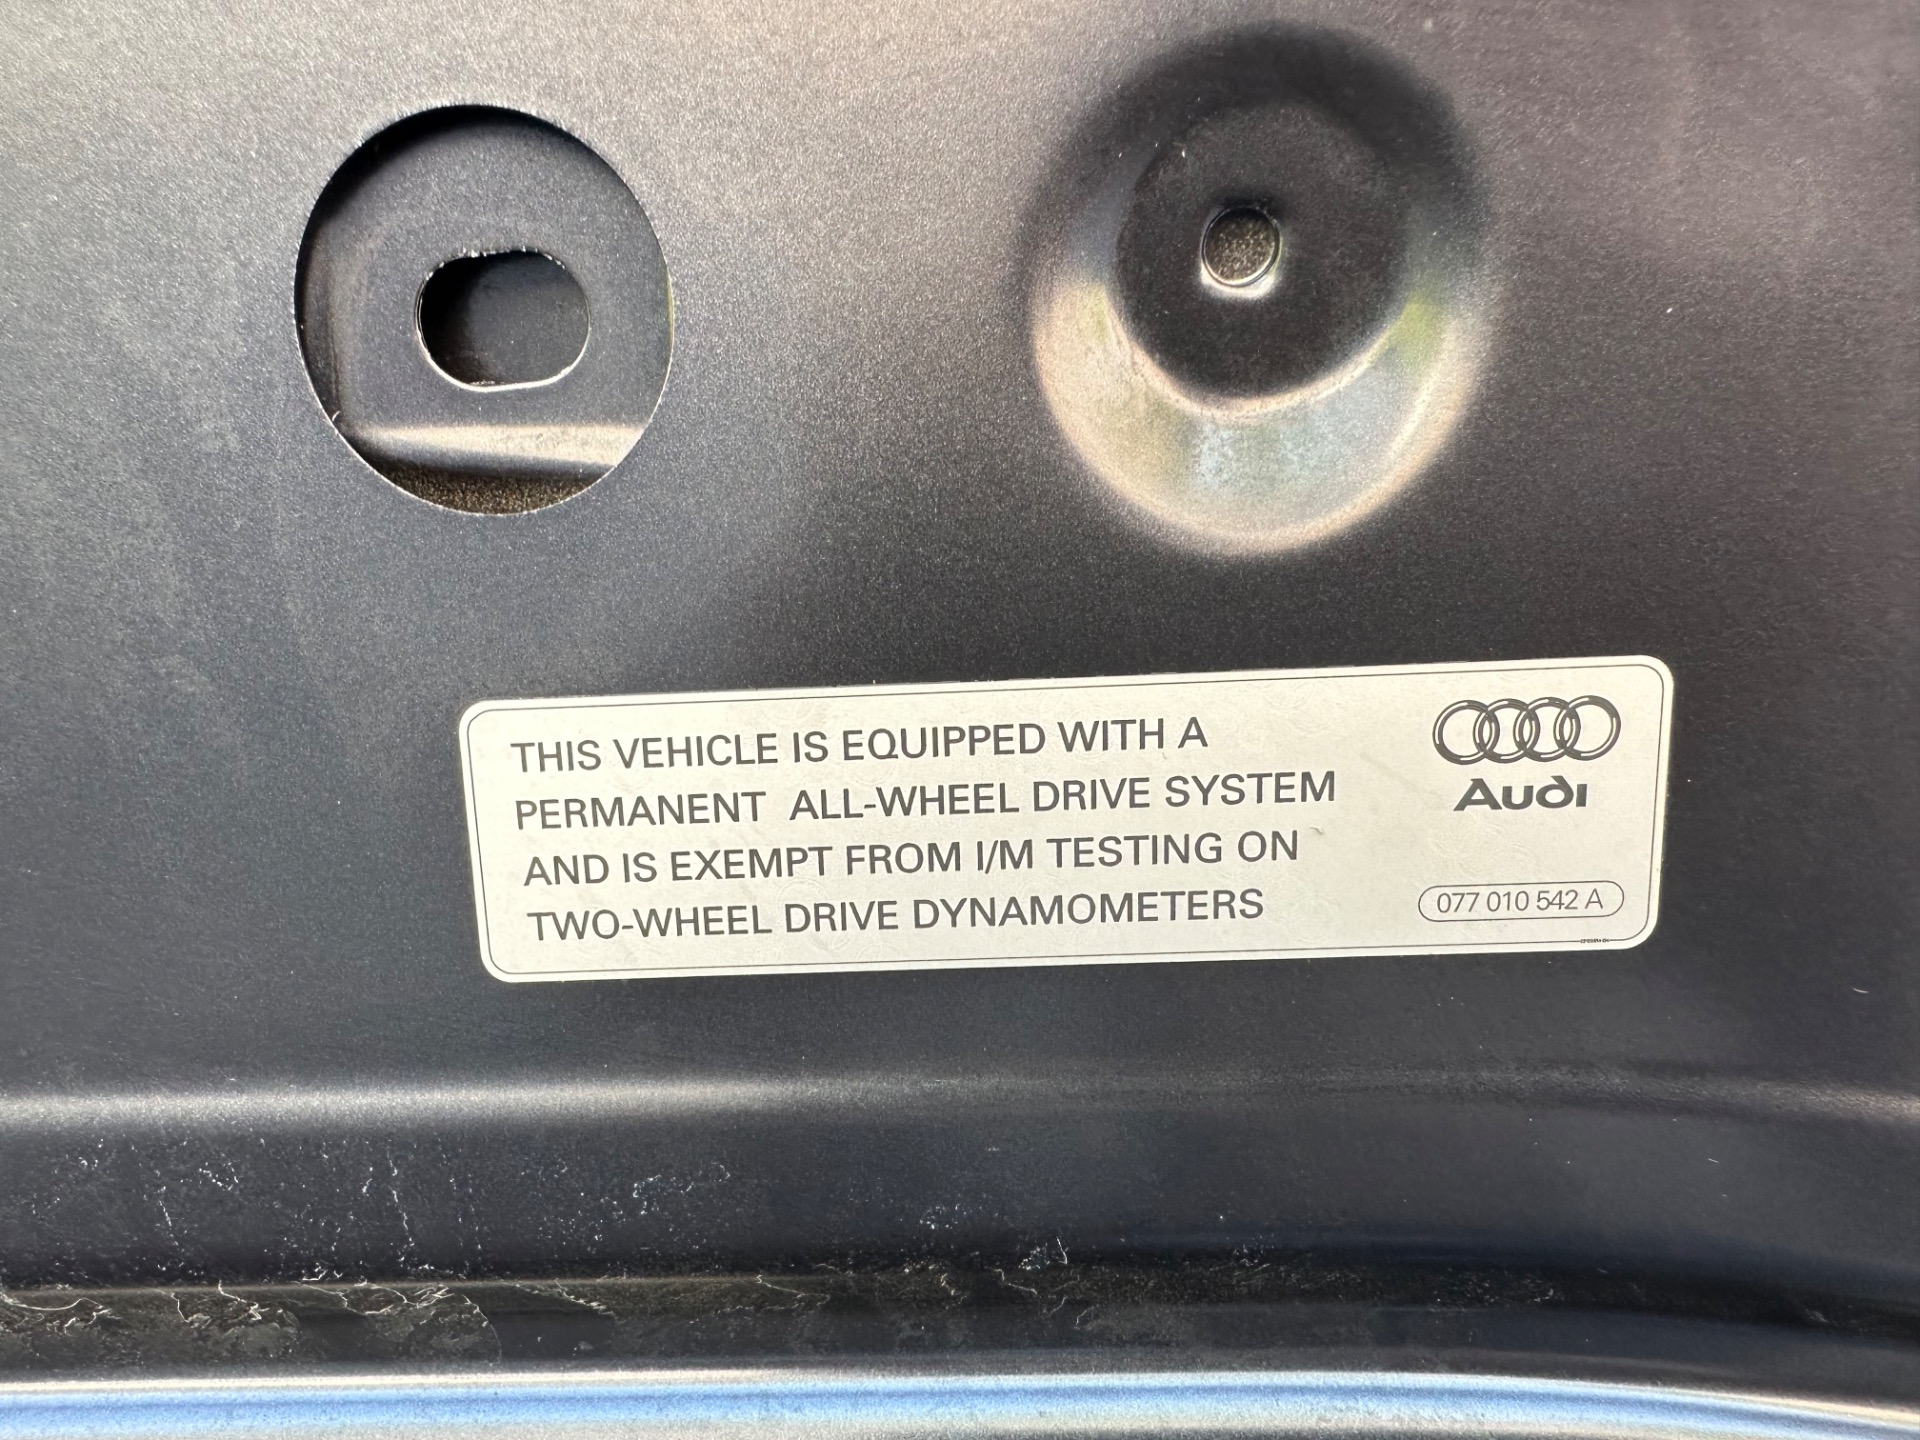 THIS VEHICLE IS EQUIPPED WITH A
PERMANENT ALL-WHEEL DRIVE SYSTEM
AND IS EXEMPT FROM I/M TESTING ON
TWO-WHEEL DRIVE DYNAMOMETERS
Audi
077 010 542 A